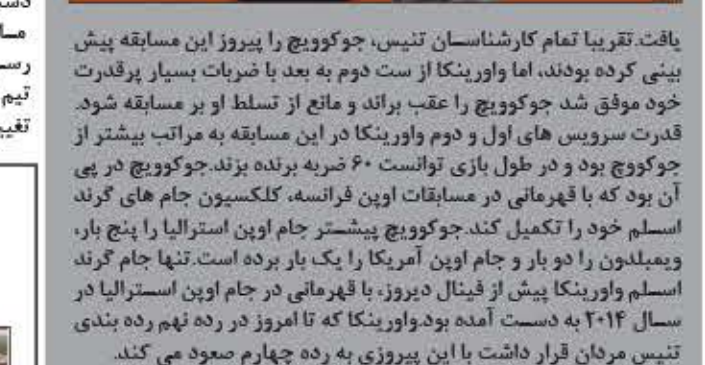 یافت.تقریبا تمام کارشناسان تنیس، جوکوویچ را پیروز این مسابقه پیش
بینی کرده بودند، اما واورینکا از ست دوم به بعد با ضربات بسیار پرقدرت
خود موفق شد جوکوویچ را عقب براند و مانع از تسلط او بر مسابقه شود.
قدرت سرویس های اول و دوم واورینکا در این مسابقه به مراتب بیشتر از
جوکووچ بود و در طول بازی توانست ۶۰ ضربه برنده بزند.جوکوویچ در پی
آن بود که با قهرمانی در مسابقات اوپن فرانسه، کلکسیون جام های گرند
اسلم خود را تکمیل کند.جوکوویچ پیشتر جام اوپن استرالیا را پنج بار،
ویمبلدون را دو بار و جام اوپن آمریکا را یک بار برده است.تنها جام گرند
اسلم واورینکا پیش از فینال دیروز، با قهرمانی در جام اوپن استرالیا در
سال ۲۰۱۴ به دست آمده بود.واورینکا که تا امروز در رده نهم رده بندی
تنیس مردان قرار داشت با این پیروزی به رده چهارم صعود می کند.
تیم